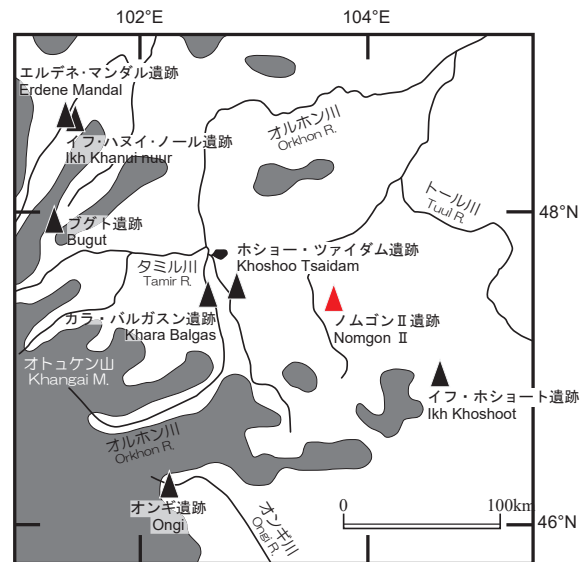 102°E
104°E
エルデネ・マンダル遺跡
Erdene Mandal
イフ・ハヌイ・ノール遺跡
Ikh Khanui nuur
オルホン川
Orkhon R.
トール川
Tuul R.
48°N
ブグト遺跡
Bugut
タミル川
Tamir R.
ホショー・ツァイダム遺跡
Khoshoo Tsaidam
カラ・バルガスン遺跡
Khara Balgas
ノムゴンⅡ遺跡
Nomgon Ⅱ
オトュケン山
Khangai M.
イフ・ホショート遺跡
Ikh Khoshoot
オルホン川
Orkhon R.
オンギ遺跡
Ongi
オンギ川
Ongi R.
0
100km
46°N